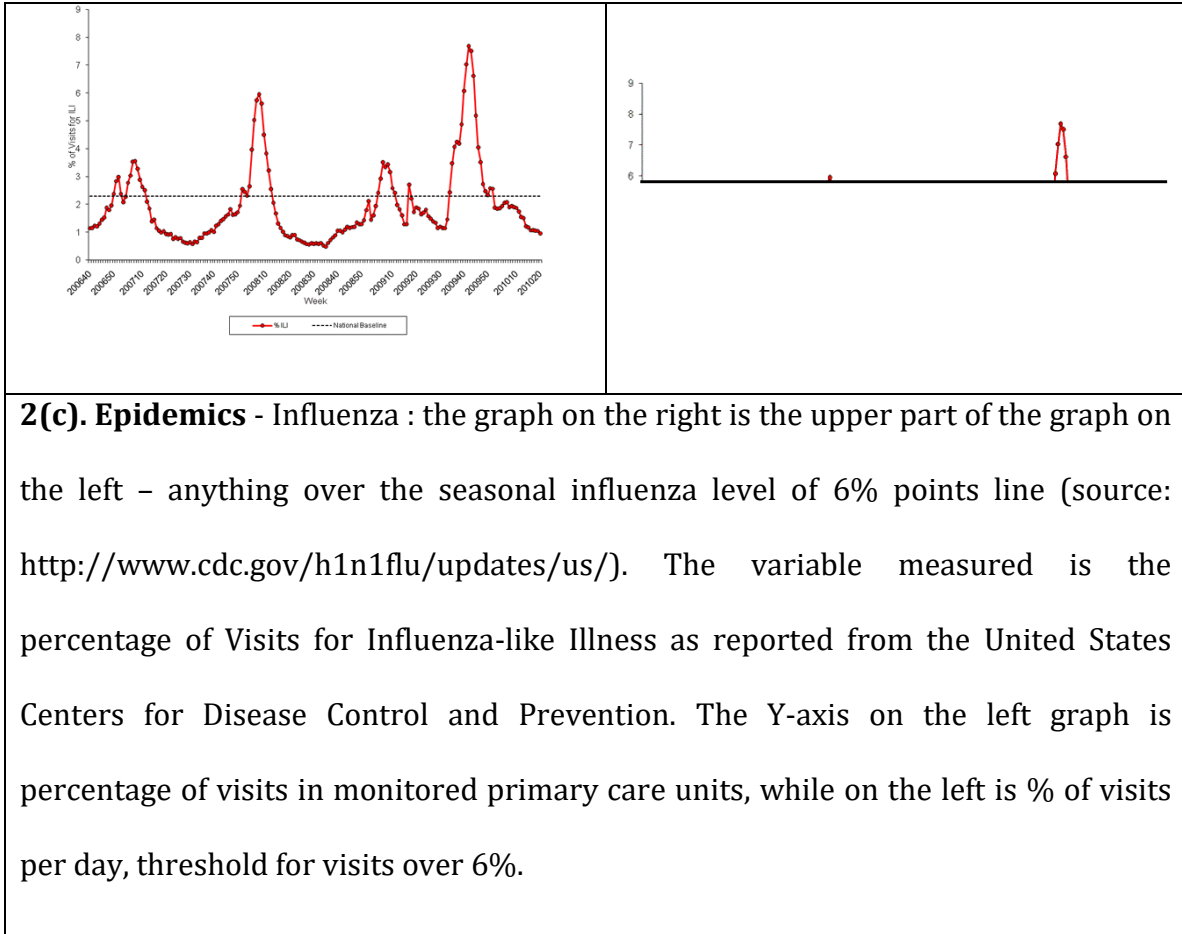 9
8
7
6
5
4
3
2
1
0
% of Visits for ILI
200640 200650 200710 200720 200730 200740 200750 200810 200820 200830 200840 200850 200910 200920 200930 200940 200950 201010 201020
Week
% ILI National Baseline
9
8
7
6
2(c). Epidemics - Influenza : the graph on the right is the upper part of the graph on
the left – anything over the seasonal influenza level of 6% points line (source:
http://www.cdc.gov/h1n1flu/updates/us/). The variable measured is the
percentage of Visits for Influenza-like Illness as reported from the United States
Centers for Disease Control and Prevention. The Y-axis on the left graph is
percentage of visits in monitored primary care units, while on the left is % of visits
per day, threshold for visits over 6%.